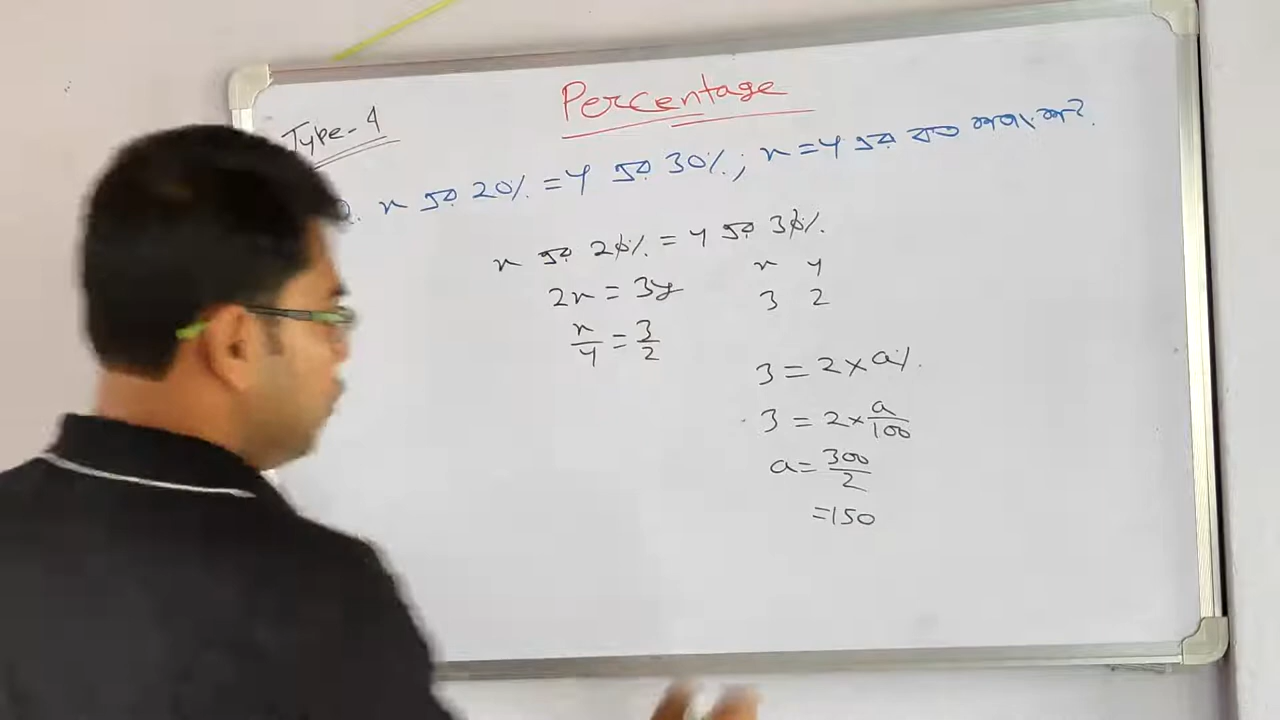 Percentage
Type-4
x এর 20% = y এর 30%; x = y এর কত শতাংশ?
x এর 20% = y এর 30%
2x = 3y
x/y = 3/2
x y
3 2
3 = 2 × a%
3 = 2 × a/100
a = 300/2
= 150